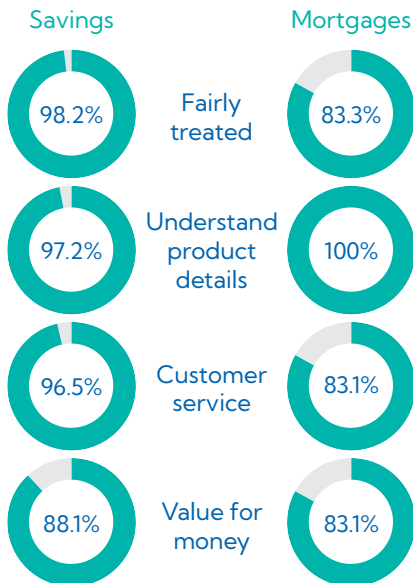 Savings
Mortgages
98.2%
Fairly
treated
83.3%
97.2%
Understand
product
details
100%
96.5%
Customer
service
83.1%
88.1%
Value for
money
83.1%